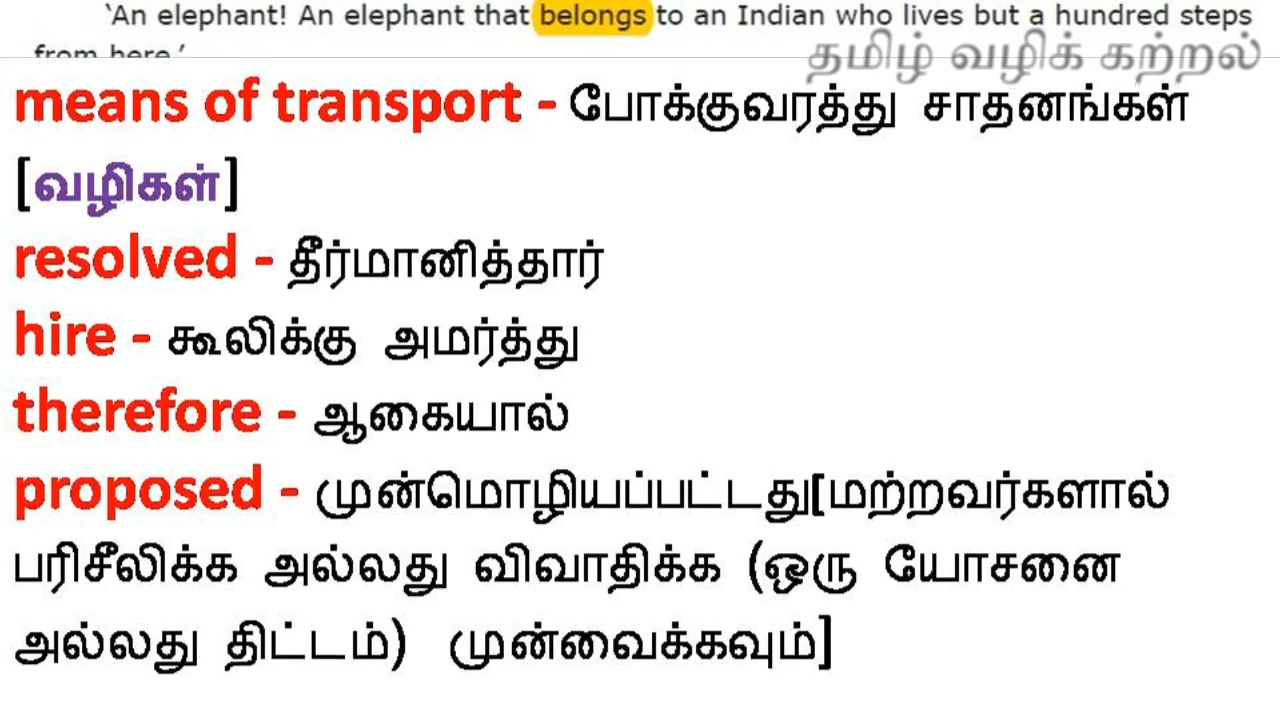 ‘An elephant! An elephant that belongs to an Indian who lives but a hundred steps
from here.’
தமிழ் வழிக் கற்றல்
means of transport - போக்குவரத்து சாதனங்கள்
[வழிகள்]
resolved - தீர்மானித்தார்
hire - கூலிக்கு அமர்த்து
therefore - ஆகையால்
proposed - முன்மொழியப்பட்டது[மற்றவர்களால்
பரிசீலிக்க அல்லது விவாதிக்க (ஒரு யோசனை
அல்லது திட்டம்) முன்வைக்கவும்]